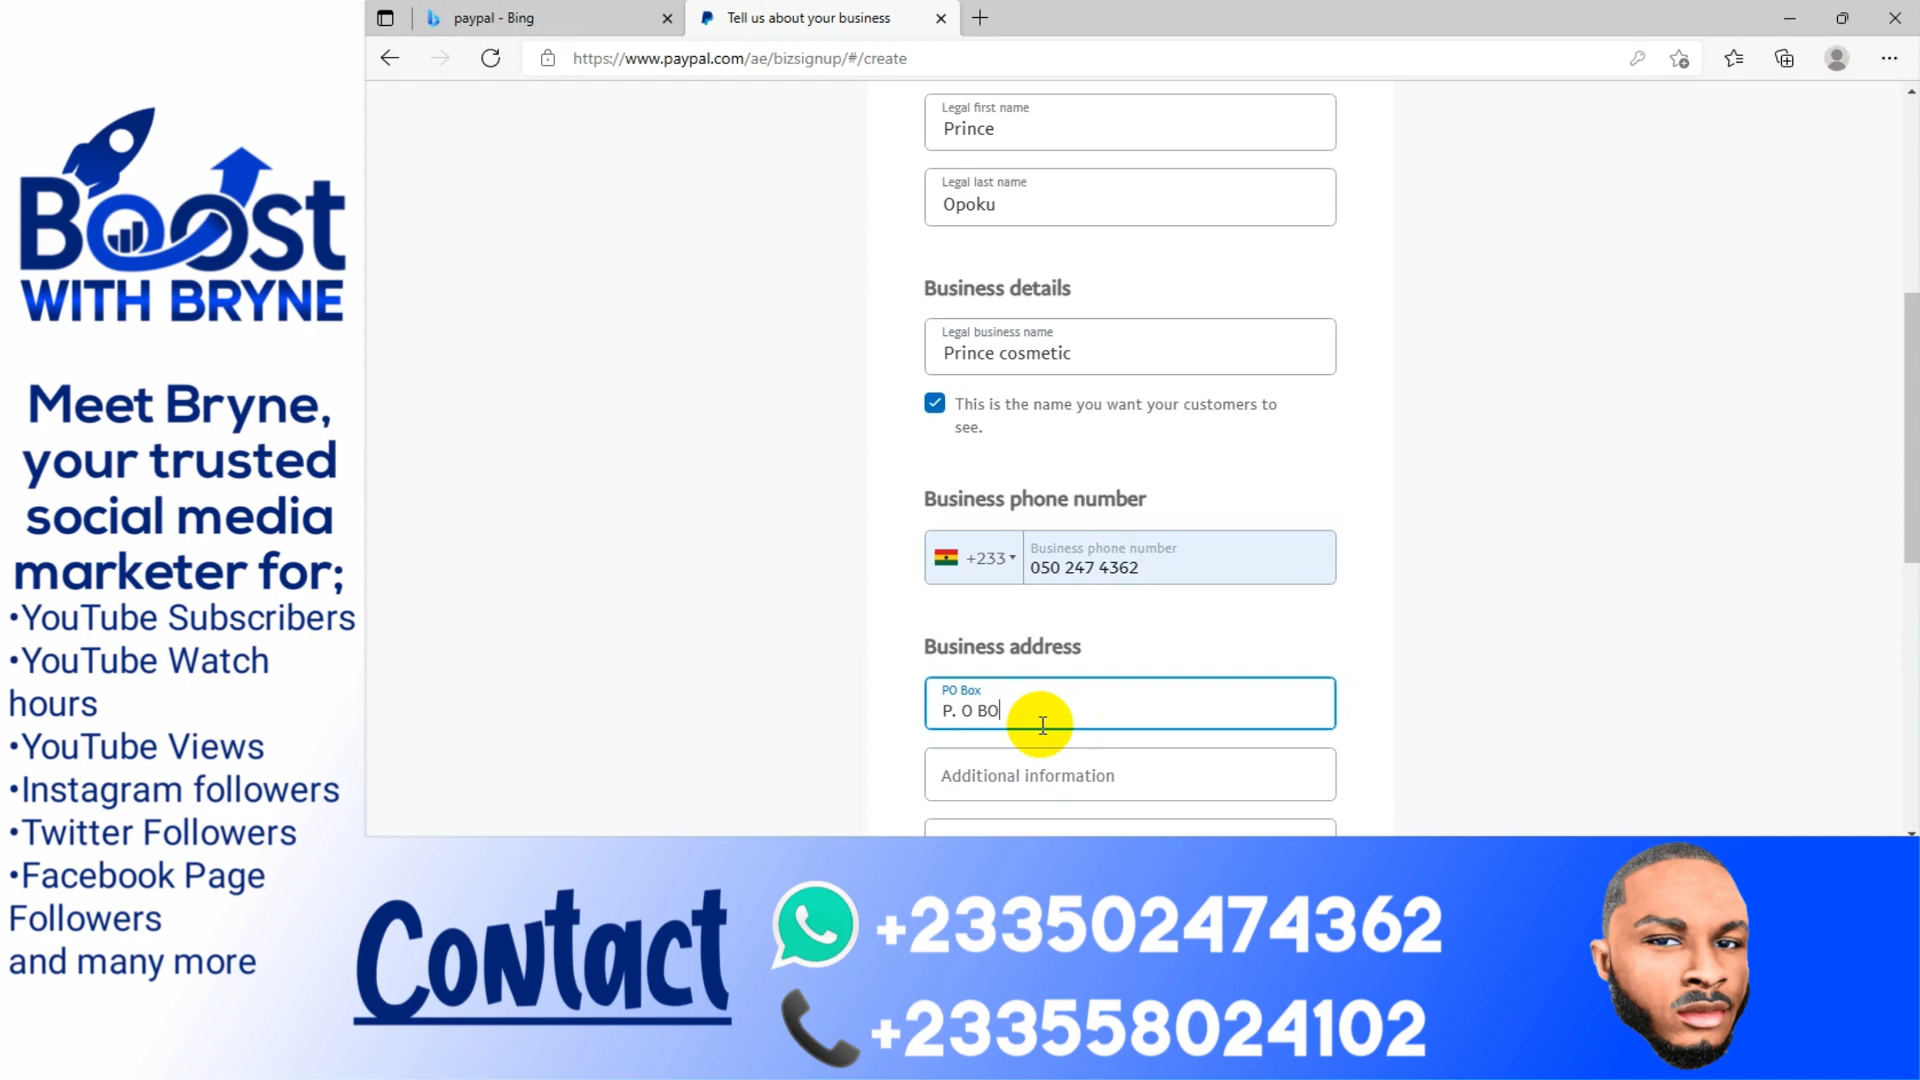 paypal - Bing
Tell us about your business
https://www.paypal.com/ae/bizsignup/#/create
Legal first name
Prince
Legal last name
Opoku
Business details
Legal business name
Prince cosmetic
This is the name you want your customers to
see.
Business phone number
+233
Business phone number
050 247 4362
Business address
PO Box
P. O BO
Additional information
BOOST
WITH BRYNE
Meet Bryne,
your trusted
social media
marketer for;
•YouTube Subscribers
•YouTube Watch
hours
•YouTube Views
•Instagram followers
•Twitter Followers
•Facebook Page
Followers
and many more
Contact
+233502474362
+233558024102